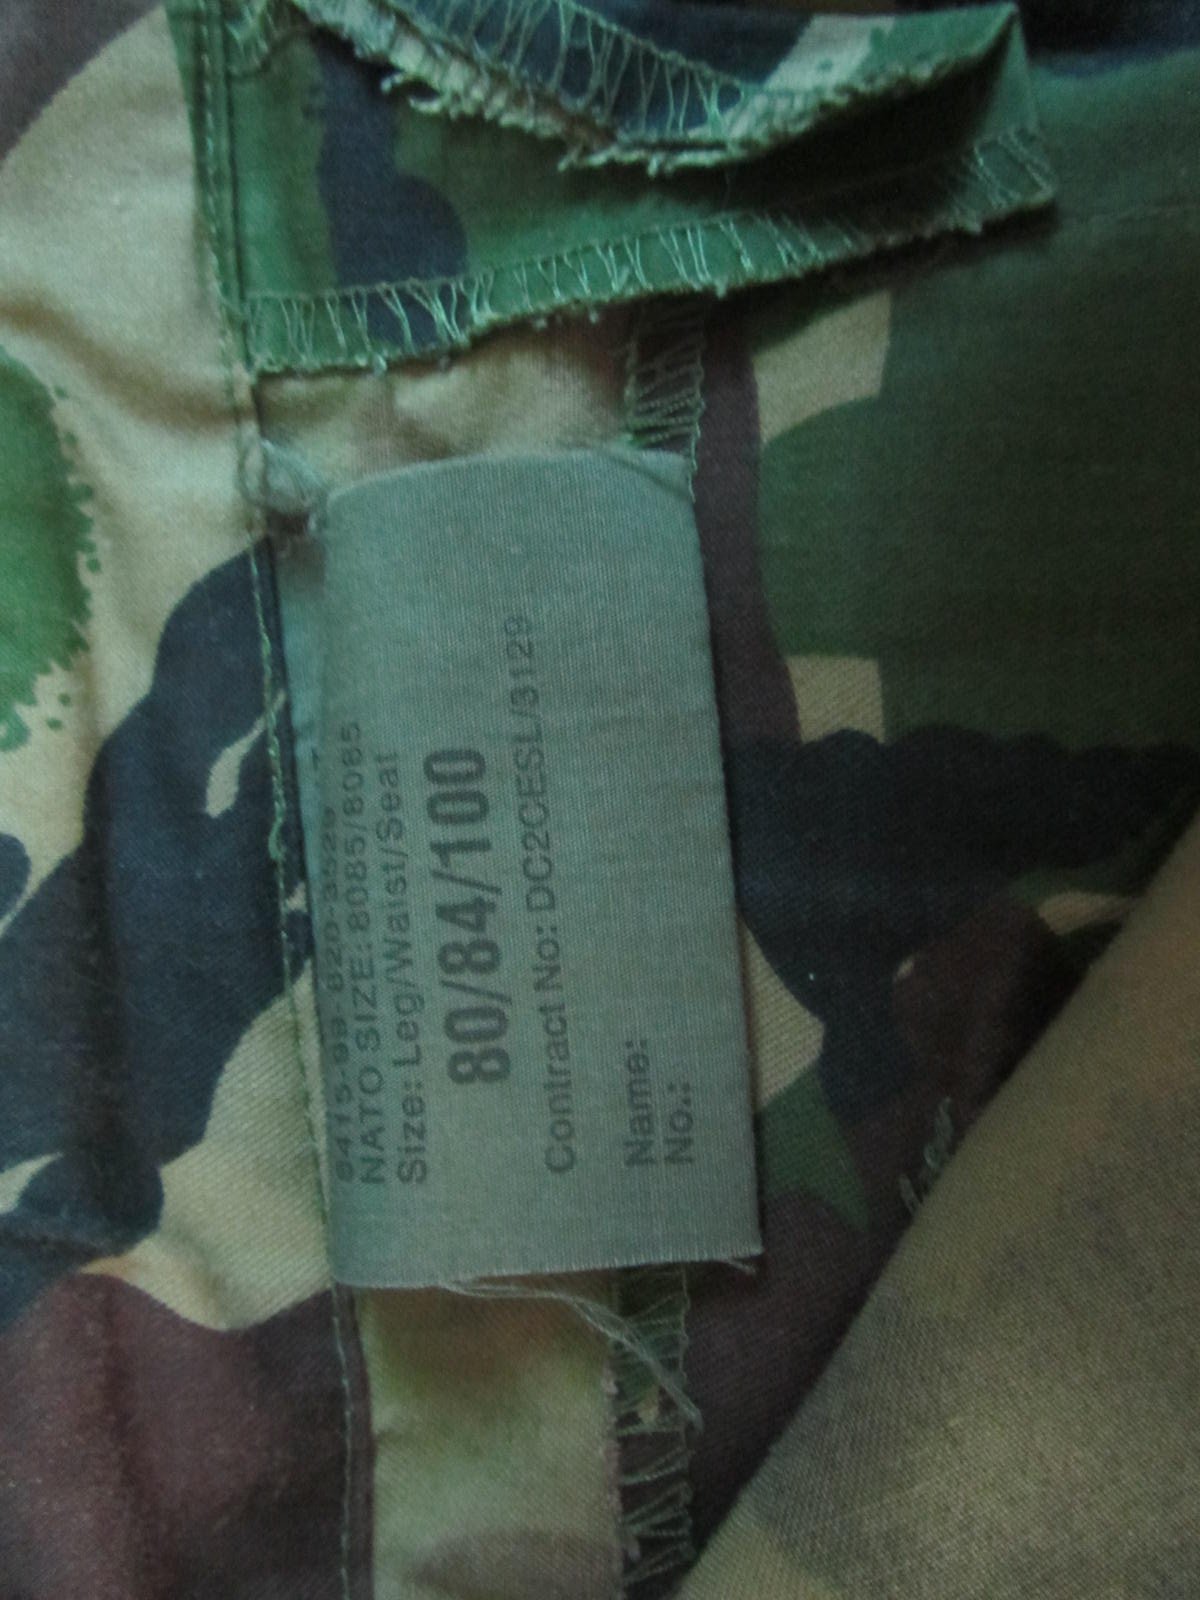 8415-99-820-3526
NATO SIZE: 8085/8085
Size: Leg/Waist/Seat
80/84/100
Contract No: DC2CESL/3129
Name:
No.: